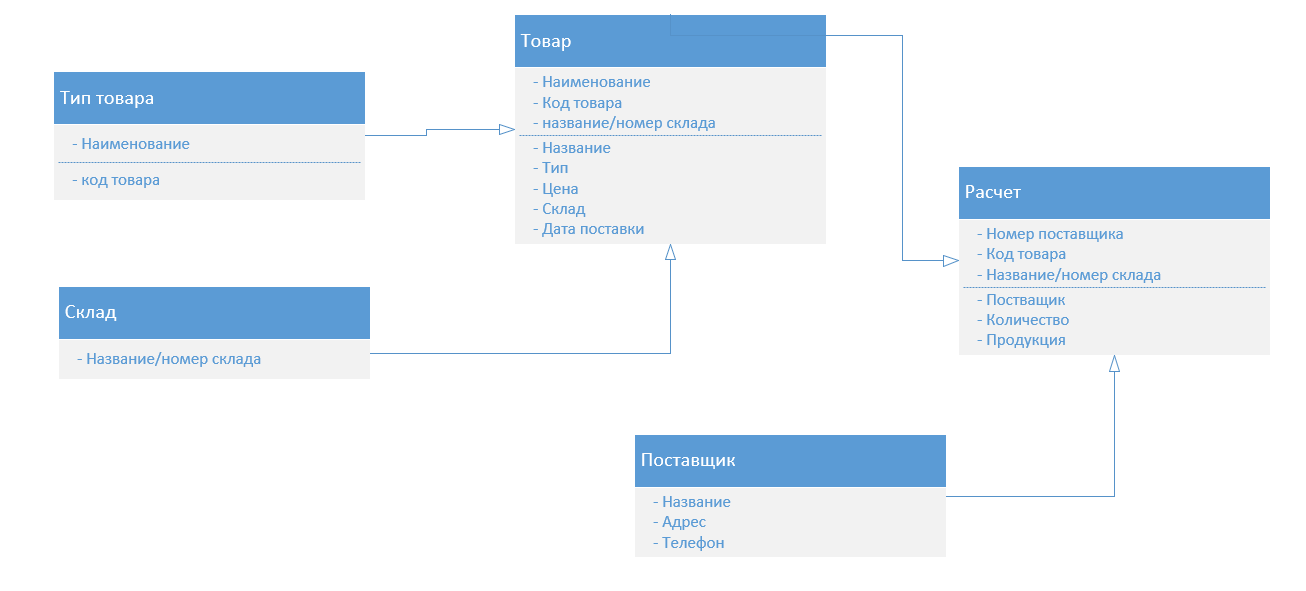 Товар
- Наименование
- Код товара
- название/номер склада
- Название
- Тип
- Цена
- Склад
- Дата поставки
Тип товара
- Наименование
- код товара
Расчет
- Номер поставщика
- Код товара
- Название/номер склада
- Постващик
- Количество
- Продукция
Склад
- Название/номер склада
Поставщик
- Название
- Адрес
- Телефон